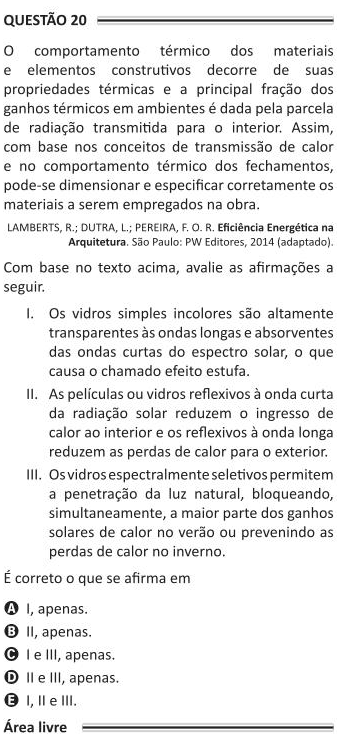 QUESTÃO 20
O comportamento térmico dos materiais
e elementos construtivos decorre de suas
propriedades térmicas e a principal fração dos
ganhos térmicos em ambientes é dada pela parcela
de radiação transmitida para o interior. Assim,
com base nos conceitos de transmissão de calor
e no comportamento térmico dos fechamentos,
pode-se dimensionar e especificar corretamente os
materiais a serem empregados na obra.
LAMBERTS, R.; DUTRA, L.; PEREIRA, F. O. R. Eficiência Energética na
Arquitetura. São Paulo: PW Editores, 2014 (adaptado).
Com base no texto acima, avalie as afirmações a
seguir.
I. Os vidros simples incolores são altamente
transparentes às ondas longas e absorventes
das ondas curtas do espectro solar, o que
causa o chamado efeito estufa.
II. As películas ou vidros reflexivos à onda curta
da radiação solar reduzem o ingresso de
calor ao interior e os reflexivos à onda longa
reduzem as perdas de calor para o exterior.
III. Os vidros espectralmente seletivos permitem
a penetração da luz natural, bloqueando,
simultaneamente, a maior parte dos ganhos
solares de calor no verão ou prevenindo as
perdas de calor no inverno.
É correto o que se afirma em
A I, apenas.
B II, apenas.
C I e III, apenas.
D II e III, apenas.
E I, II e III.
Área livre